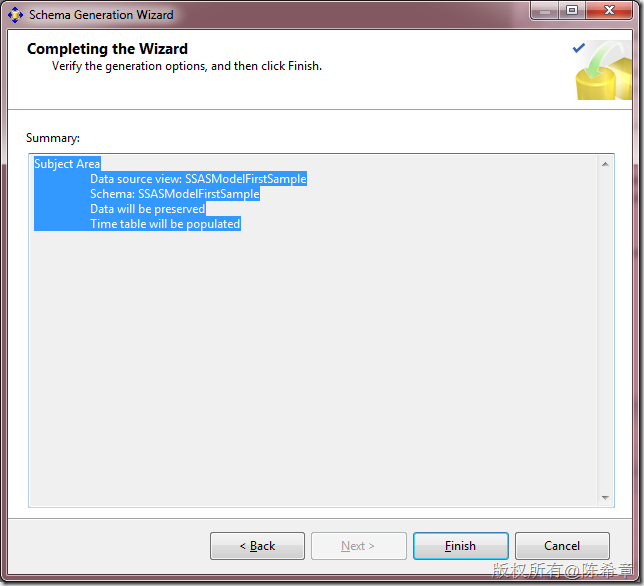 Schema Generation Wizard
Completing the Wizard
Verify the generation options, and then click Finish.
Summary:
Subject Area
Data source view: SSASModelFirstSample
Schema: SSASModelFirstSample
Data will be preserved
Time table will be populated
< Back
Next >
Finish
Cancel
版权所有@陈希章